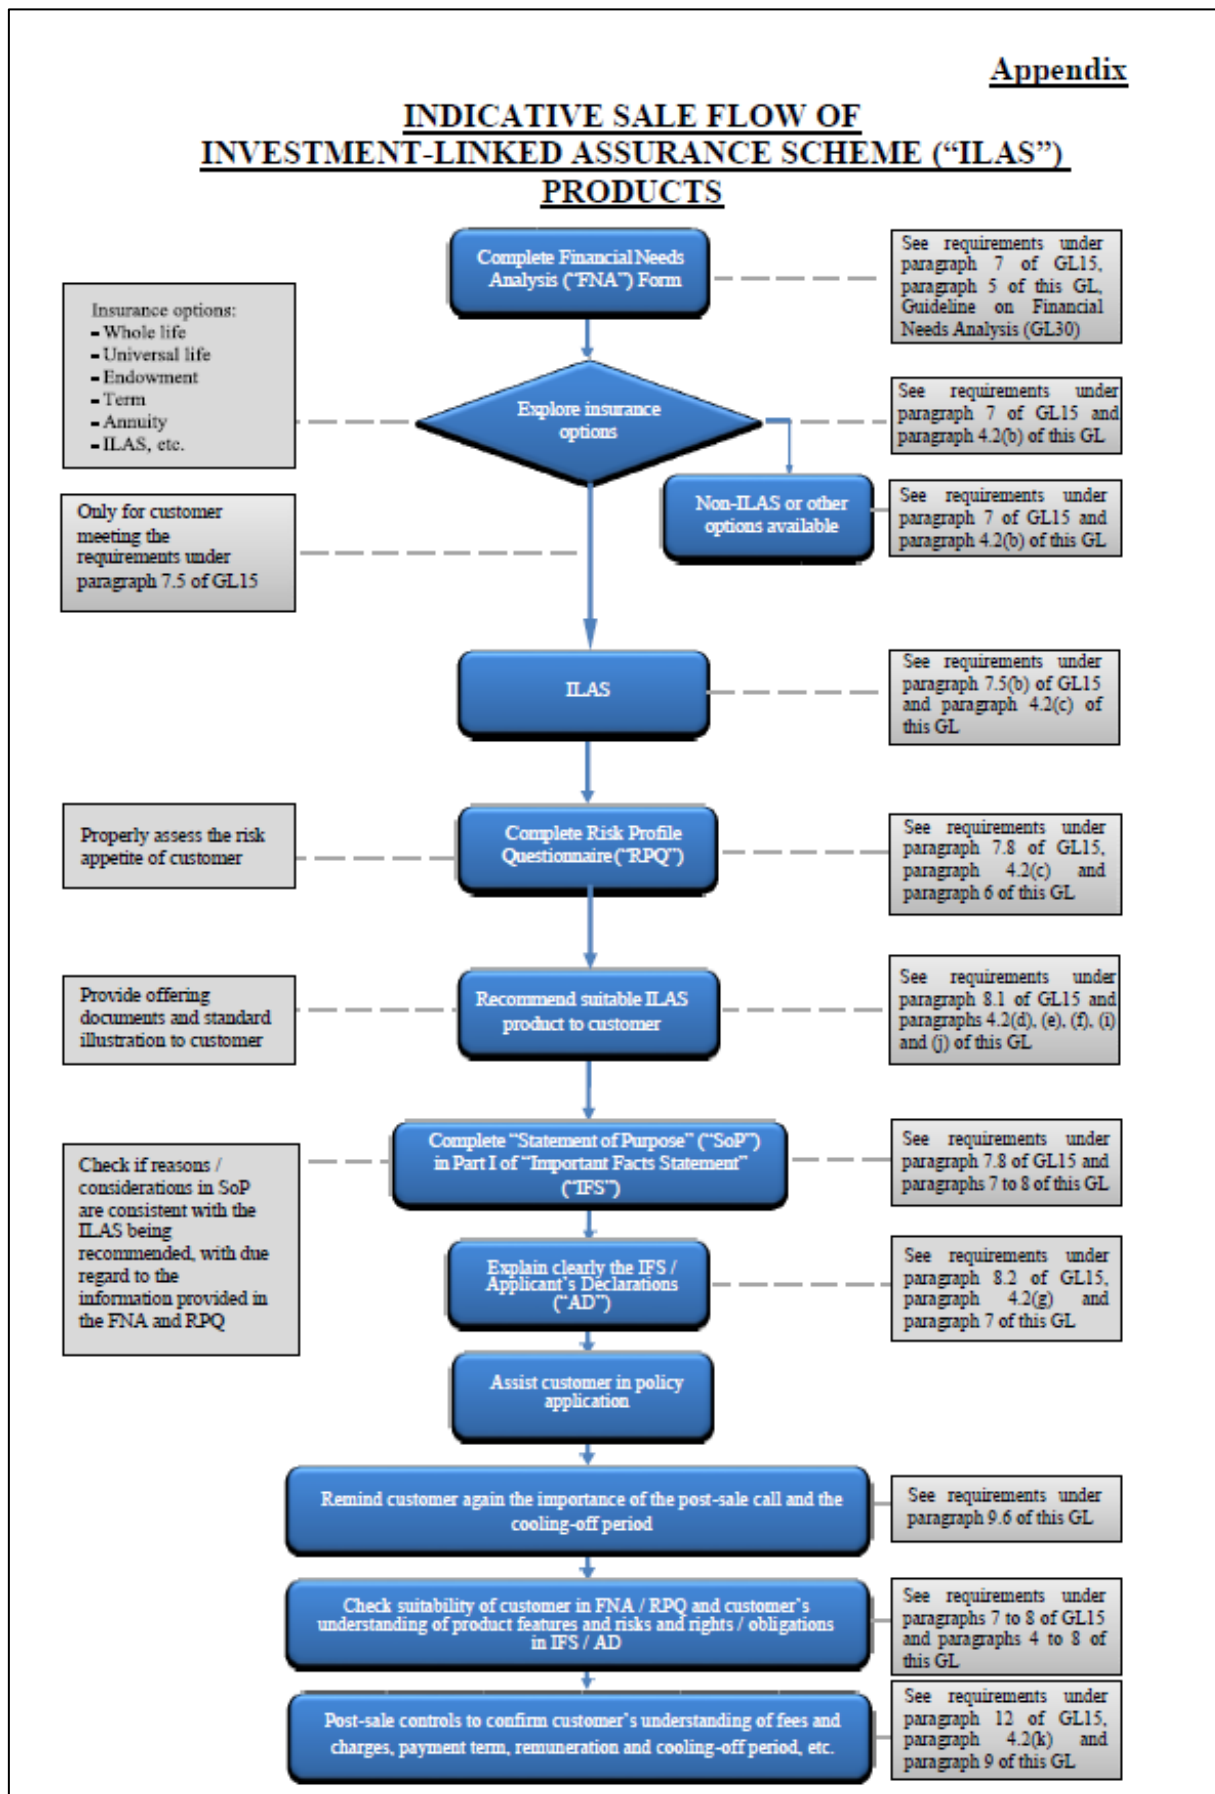 Appendix
INDICATIVE SALE FLOW OF
INVESTMENT-LINKED ASSURANCE SCHEME (“ILAS”)
PRODUCTS
Complete Financial Needs
Analysis (“FNA”) Form
See requirements under
paragraph 7 of GL15,
paragraph 5 of this GL,
Guideline on Financial
Needs Analysis (GL30)
Insurance options:
- Whole life
- Universal life
- Endowment
- Term
- Annuity
- ILAS, etc.
Explore insurance
options
See requirements under
paragraph 7 of GL15 and
paragraph 4.2(b) of this GL
Non-ILAS or other
options available
See requirements under
paragraph 7 of GL15 and
paragraph 4.2(b) of this GL
Only for customer
meeting the
requirements under
paragraph 7.5 of GL15
ILAS
See requirements under
paragraph 7.5(b) of GL15
and paragraph 4.2(c) of
this GL
Properly assess the risk
appetite of customer
Complete Risk Profile
Questionnaire (“RPQ”)
See requirements under
paragraph 7.8 of GL15,
paragraph 4.2(c) and
paragraph 6 of this GL
Provide offering
documents and standard
illustration to customer
Recommend suitable ILAS
product to customer
See requirements under
paragraph 8.1 of GL15 and
paragraphs 4.2(d), (e), (f), (i)
and (j) of this GL
Check if reasons /
considerations in SoP
are consistent with the
ILAS being
recommended, with due
regard to the
information provided in
the FNA and RPQ
Complete “Statement of Purpose” (“SoP”)
in Part I of “Important Facts Statement”
(“IFS”)
See requirements under
paragraph 7.8 of GL15 and
paragraphs 7 to 8 of this GL
Explain clearly the IFS /
Applicant’s Declarations
(“AD”)
See requirements under
paragraph 8.2 of GL15,
paragraph 4.2(g) and
paragraph 7 of this GL
Assist customer in policy
application
Remind customer again the importance of the post-sale call and the
cooling-off period
See requirements under
paragraph 9.6 of this GL
Check suitability of customer in FNA / RPQ and customer’s
understanding of product features and risks and rights / obligations
in IFS / AD
See requirements under
paragraphs 7 to 8 of GL15
and paragraphs 4 to 8 of
this GL
Post-sale controls to confirm customer’s understanding of fees and
charges, payment term, remuneration and cooling-off period, etc.
See requirements under
paragraph 12 of GL15,
paragraph 4.2(k) and
paragraph 9 of this GL